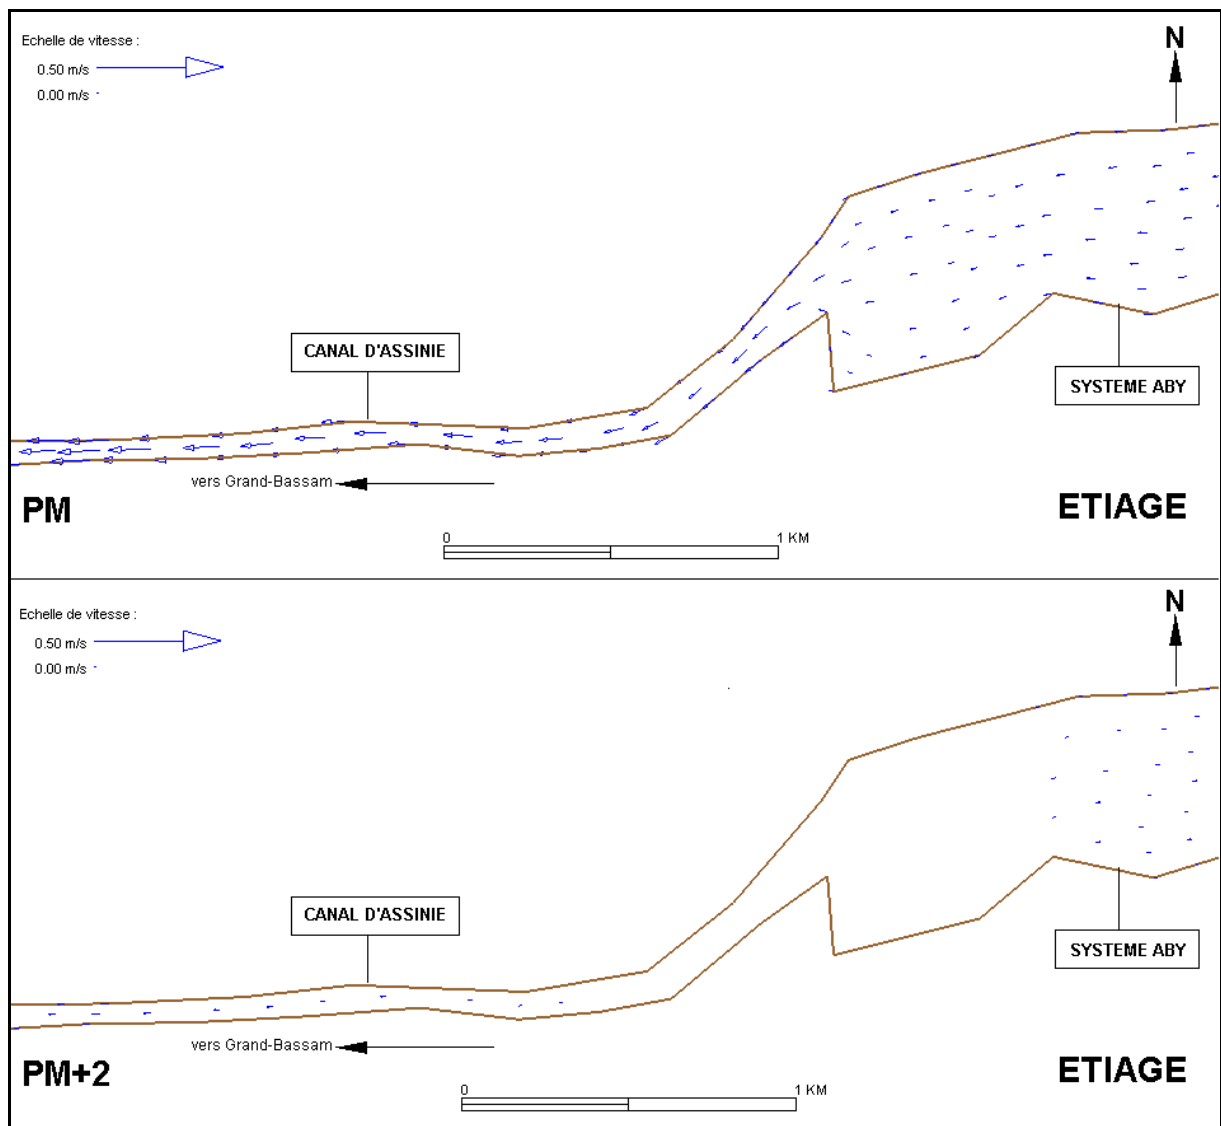 Echelle de vitesse :
0.50 m/s
0.00 m/s
N
CANAL D'ASSINIE
SYSTEME ABY
vers Grand-Bassam
PM
ETIAGE
0 1 KM
Echelle de vitesse :
0.50 m/s
0.00 m/s
N
CANAL D'ASSINIE
SYSTEME ABY
vers Grand-Bassam
PM+2
ETIAGE
0 1 KM